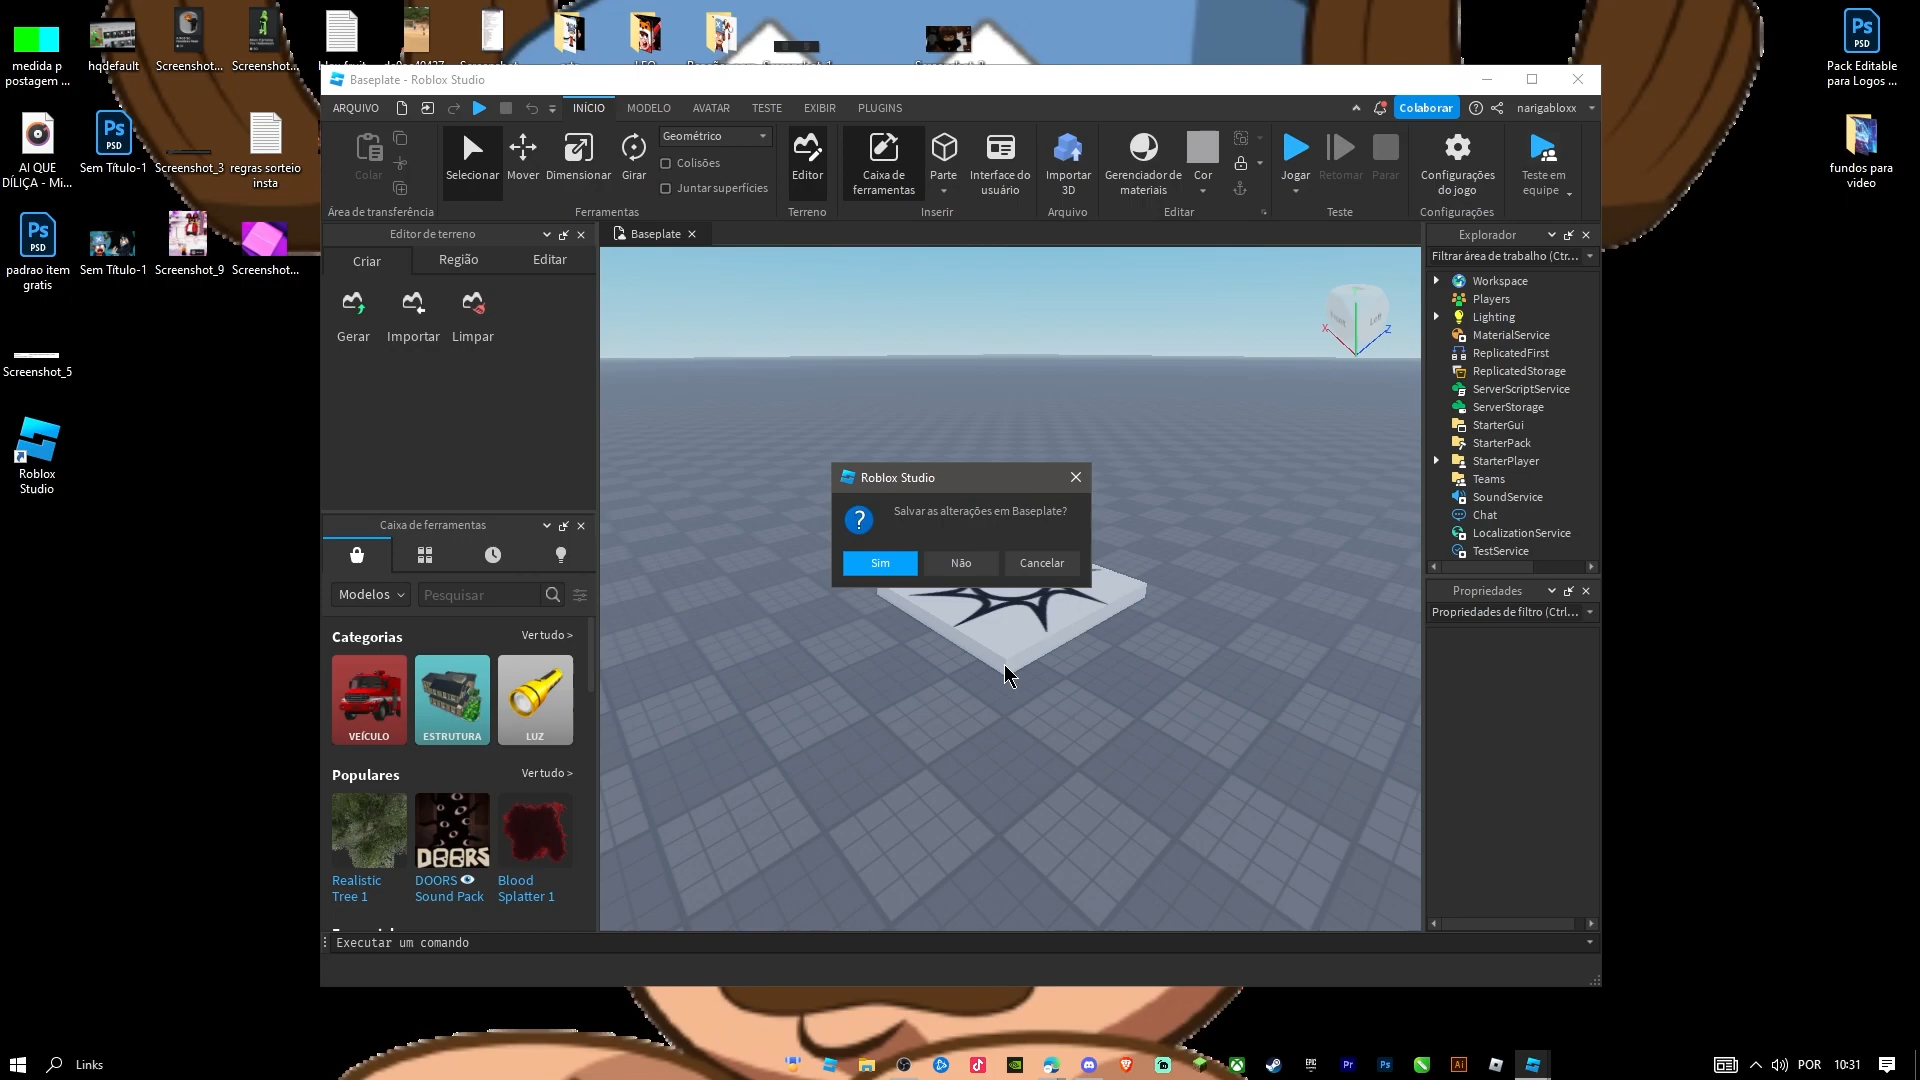 medida p
postagem ...
hqdefault
Screenshot...
Screenshot...
Pack Editable
para Logos ...
AI QUE
DÍLIÇA - Mi...
Sem Título-1
Screenshot_3
regras sorteio
insta
fundos para
video
padrao item
gratis
Sem Título-1
Screenshot_9
Screenshot...
Screenshot_5
Roblox
Studio
Baseplate - Roblox Studio
ARQUIVO
INÍCIO
MODELO
AVATAR
TESTE
EXIBIR
PLUGINS
Colaborar
narigabloxx
Colar
Área de transferência
Selecionar
Mover
Dimensionar
Girar
Geométrico
Colisões
Juntar superfícies
Ferramentas
Editor
Terreno
Caixa de
ferramentas
Parte
Interface do
usuário
Inserir
Importar
3D
Arquivo
Gerenciador de
materiais
Cor
Editar
Jogar
Retomar
Parar
Teste
Configurações
do jogo
Configurações
Teste em
equipe
Editor de terreno
Criar
Região
Editar
Gerar
Importar
Limpar
Caixa de ferramentas
Modelos
Pesquisar
Categorias
Ver tudo >
VEÍCULO
ESTRUTURA
LUZ
Populares
Ver tudo >
DOORS
Realistic
Tree 1
DOORS
Sound Pack
Blood
Splatter 1
Baseplate
Front
Left
X
Z
Roblox Studio
Salvar as alterações em Baseplate?
Sim
Não
Cancelar
Explorador
Filtrar área de trabalho (Ctr...
Workspace
Players
Lighting
MaterialService
ReplicatedFirst
ReplicatedStorage
ServerScriptService
ServerStorage
StarterGui
StarterPack
StarterPlayer
Teams
SoundService
Chat
LocalizationService
TestService
Propriedades
Propriedades de filtro (Ctrl...
Executar um comando
Links
POR
10:31